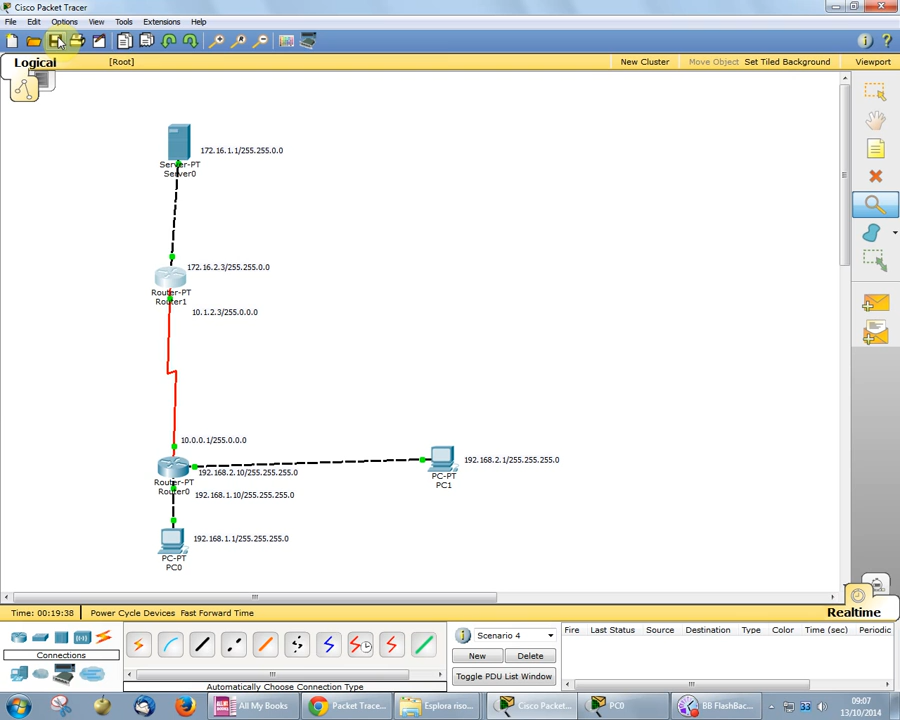 Cisco Packet Tracer
File Edit Options View Tools Extensions Help
Logical [Root] New Cluster Move Object Set Tiled Background Viewport
172.16.1.1/255.255.0.0
Server-PT
Server0
172.16.2.3/255.255.0.0
Router-PT
Router1
10.1.2.3/255.0.0.0
10.0.0.1/255.0.0.0
192.168.2.10/255.255.255.0
192.168.2.1/255.255.255.0
Router-PT
Router0
192.168.1.10/255.255.255.0
PC-PT
PC1
192.168.1.1/255.255.255.0
PC-PT
PC0
Time: 00:19:38 Power Cycle Devices Fast Forward Time Realtime
Scenario 4
New Delete
Toggle PDU List Window
Fire Last Status Source Destination Type Color Time (sec) Periodic
Connections
Automatically Choose Connection Type
All My Books Packet Trace... Esplora riso... Cisco Packet... PC0 BB FlashBac... 33 09:07
13/10/2014